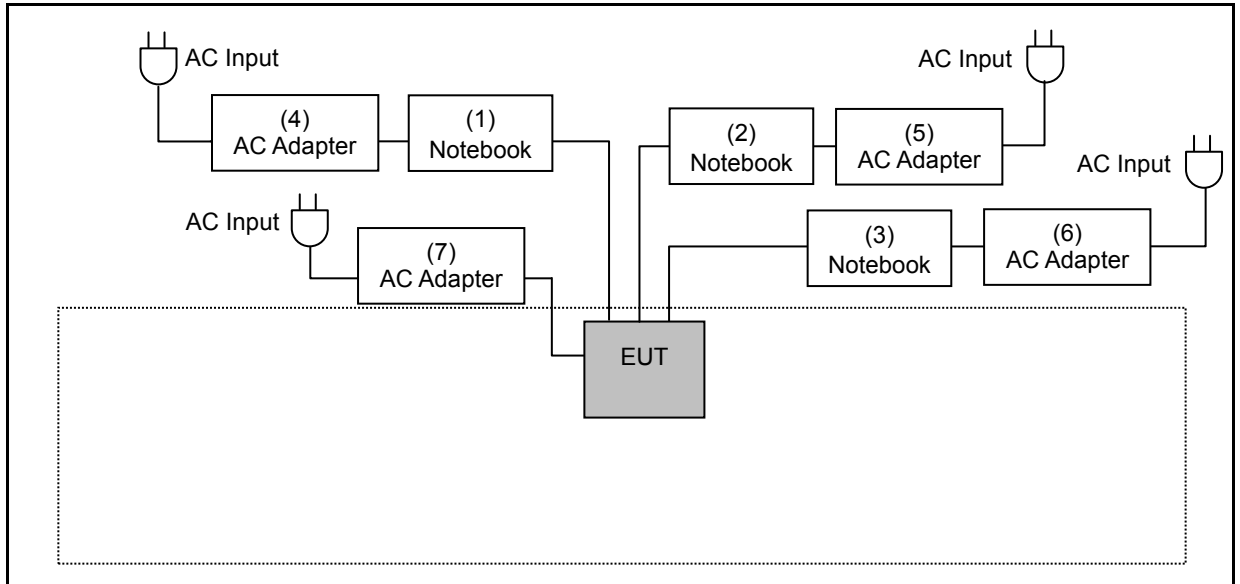 AC Input
AC Input
(4)
AC Adapter
(1)
Notebook
(2)
Notebook
(5)
AC Adapter
AC Input
AC Input
(7)
AC Adapter
(3)
Notebook
(6)
AC Adapter
EUT